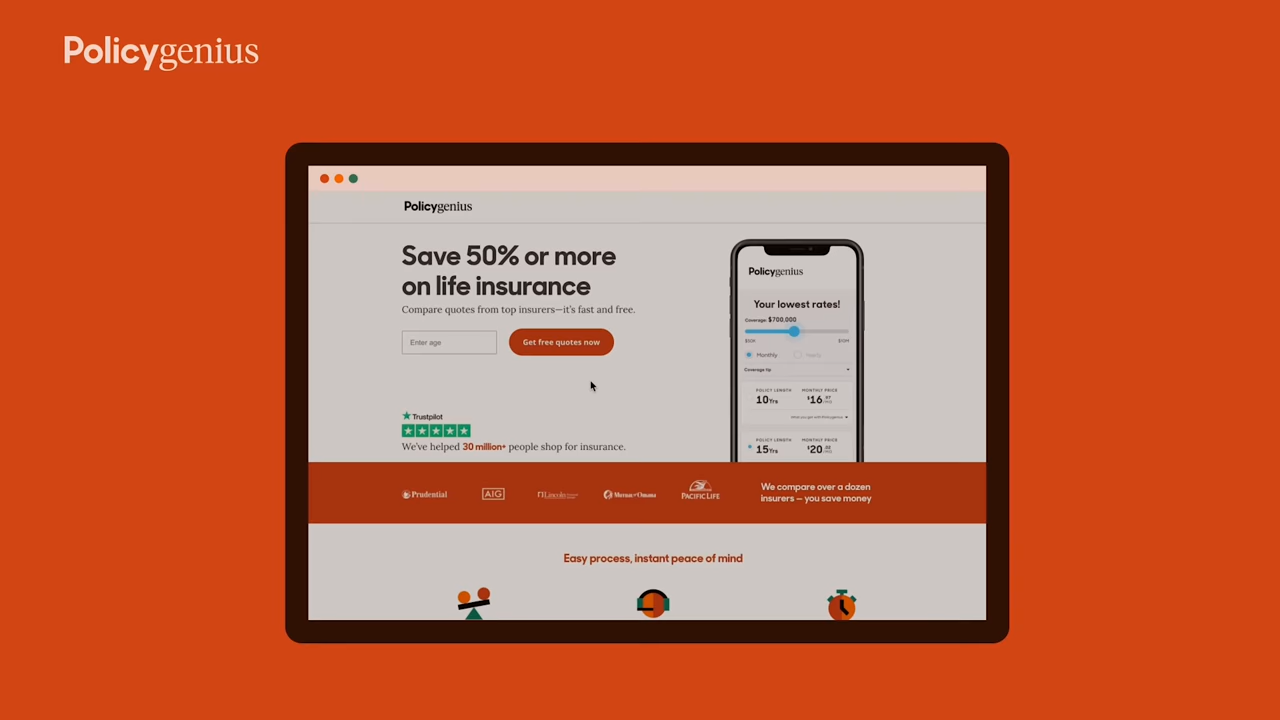 Policygenius
Policygenius
Save 50% or more
on life insurance
Compare quotes from top insurers—it's fast and free.
Enter age
Get free quotes now
Trustpilot
We've helped 30 million+ people shop for insurance.
Policygenius
Your lowest rates!
Coverage: $700,000
Monthly
Yearly
Coverage tip
POLICY LENGTH MONTHLY PRICE
10 Yrs $16
POLICY LENGTH MONTHLY PRICE
15 Yrs $20
Prudential
AIG
Lincoln
Mutual of Omaha
PACIFIC LIFE
We compare over a dozen
insurers — you save money
Easy process, instant peace of mind